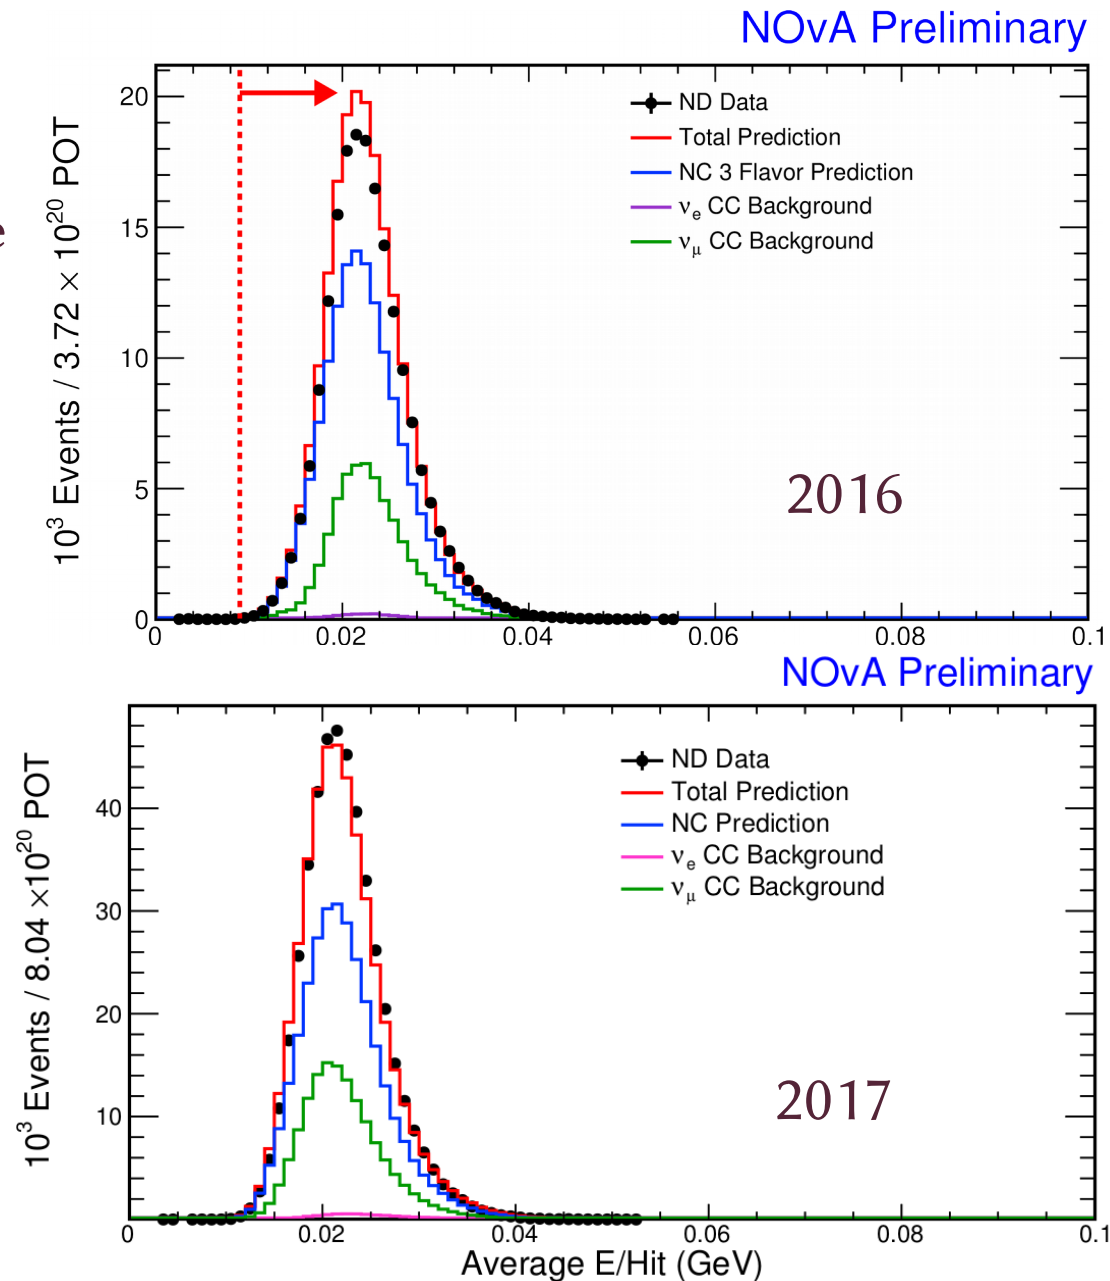 NOvA Preliminary
10³ Events / 3.72 × 10²⁰ POT
20
15
10
5
0
ND Data
Total Prediction
NC 3 Flavor Prediction
νe CC Background
νμ CC Background
2016
0 0.02 0.04 0.06 0.08 0.1
NOvA Preliminary
10³ Events / 8.04 ×10²⁰ POT
40
30
20
10
ND Data
Total Prediction
NC Prediction
νe CC Background
νμ CC Background
2017
0 0.02 0.04 0.06 0.08 0.1
Average E/Hit (GeV)